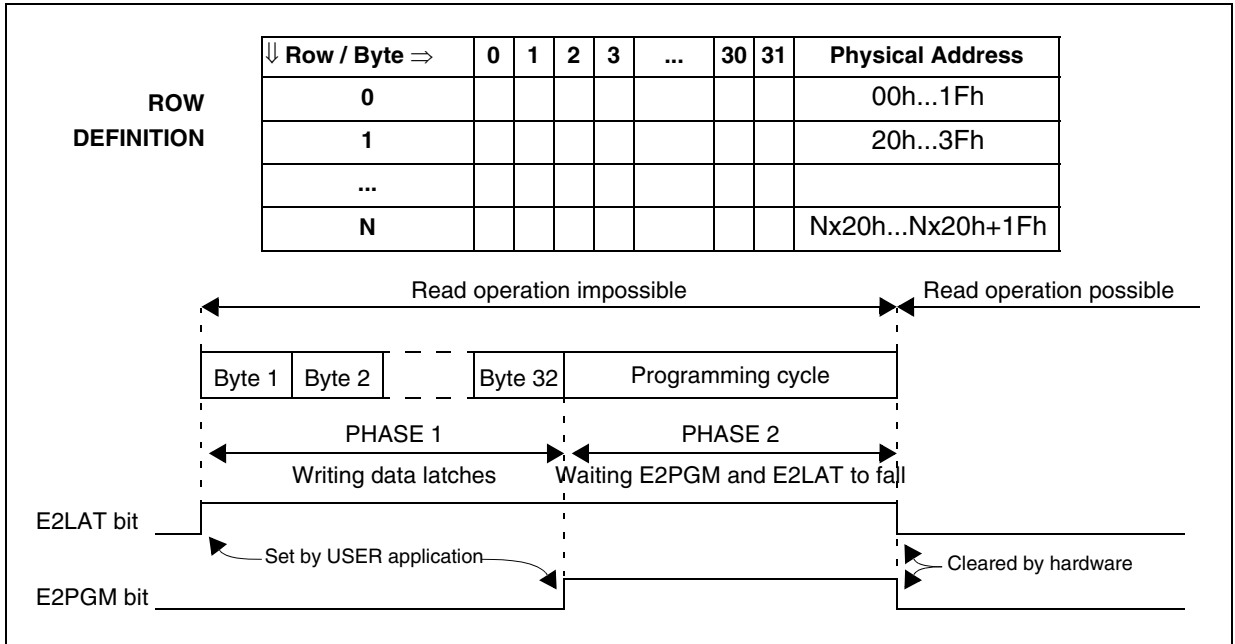 ⇓ Row / Byte ⇒ 0 1 2 3 ... 30 31 Physical Address
ROW
DEFINITION
0 00h...1Fh
1 20h...3Fh
...
N Nx20h...Nx20h+1Fh
Read operation impossible Read operation possible
Byte 1 Byte 2 Byte 32 Programming cycle
PHASE 1 PHASE 2
Writing data latches Waiting E2PGM and E2LAT to fall
E2LAT bit
Set by USER application Cleared by hardware
E2PGM bit